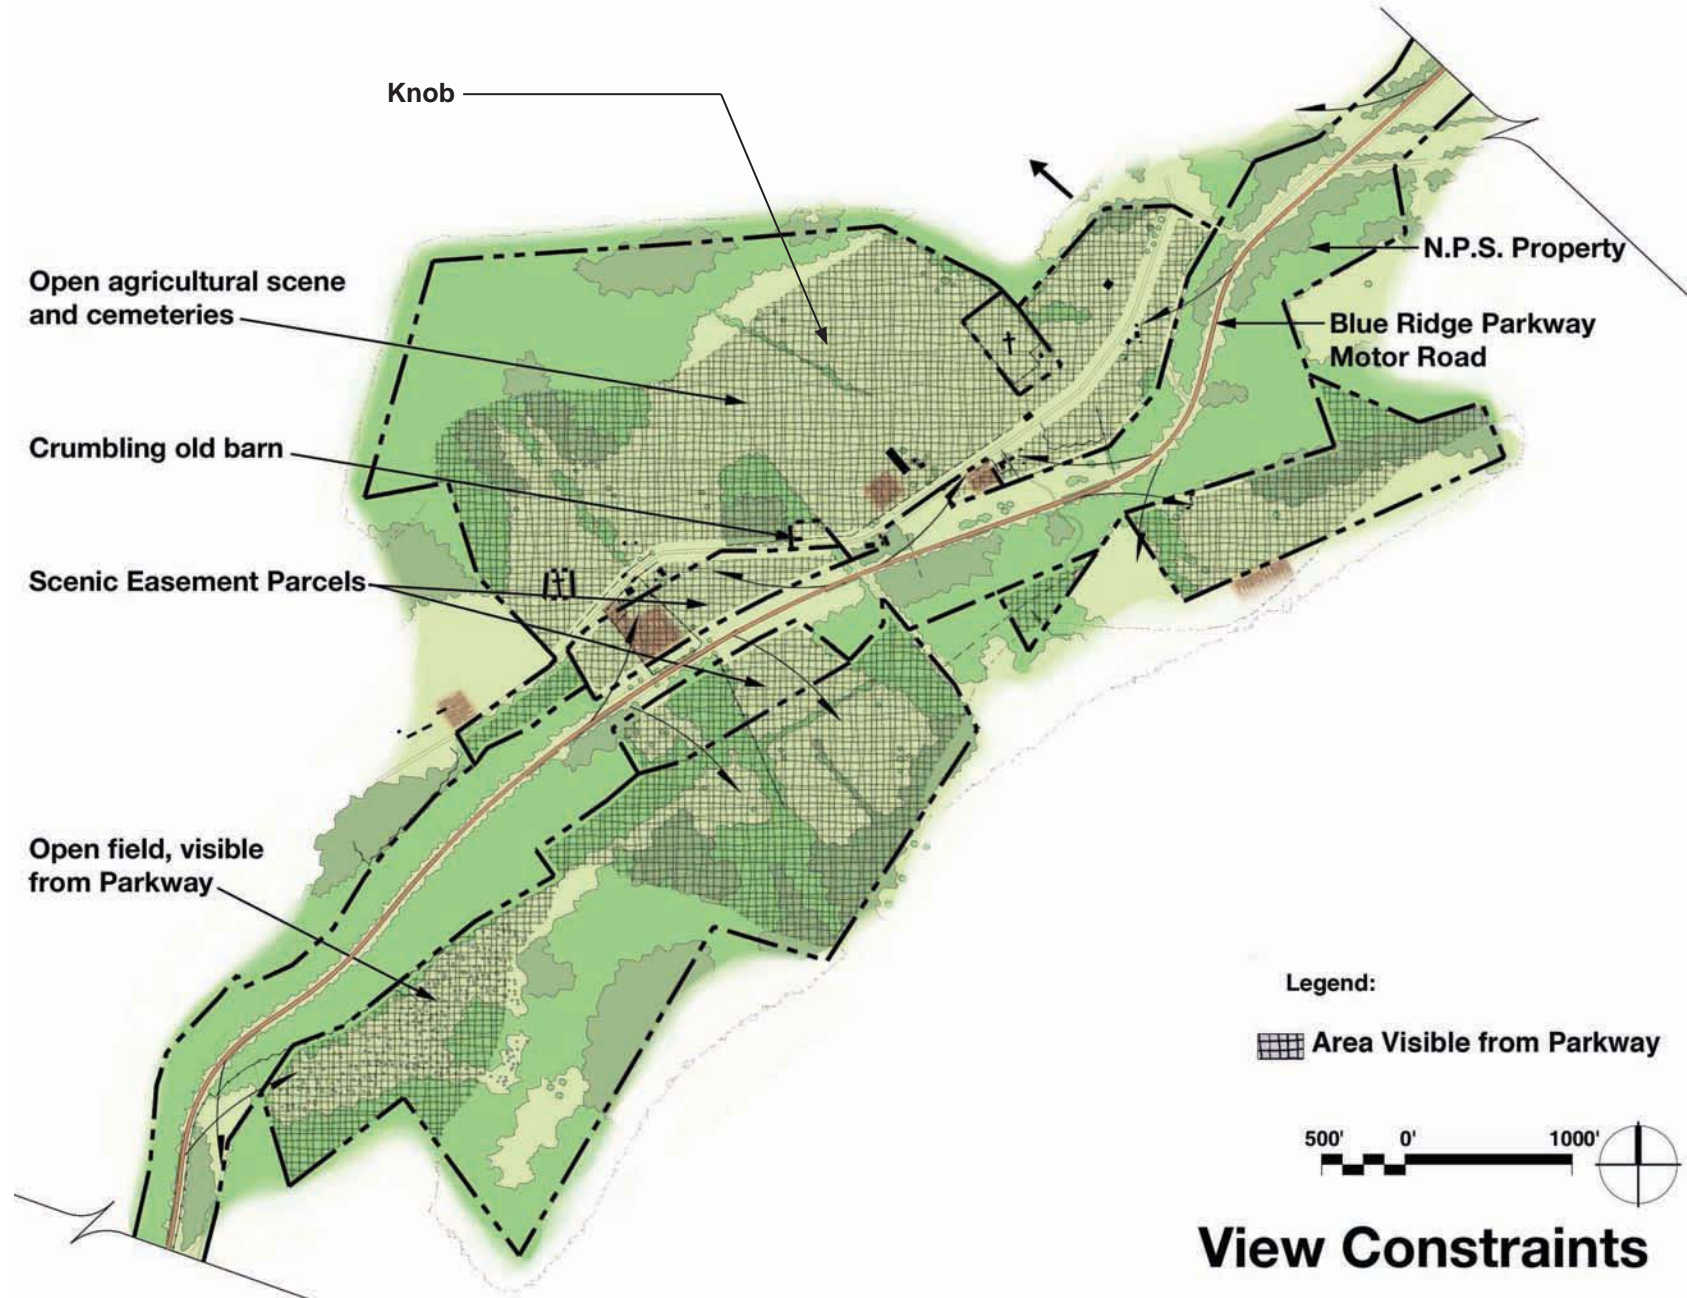 Knob
Open agricultural scene
and cemeteries
N.P.S. Property
Blue Ridge Parkway
Motor Road
Crumbling old barn
Scenic Easement Parcels
Open field, visible
from Parkway
Legend:
Area Visible from Parkway
500' 0' 1000'
View Constraints